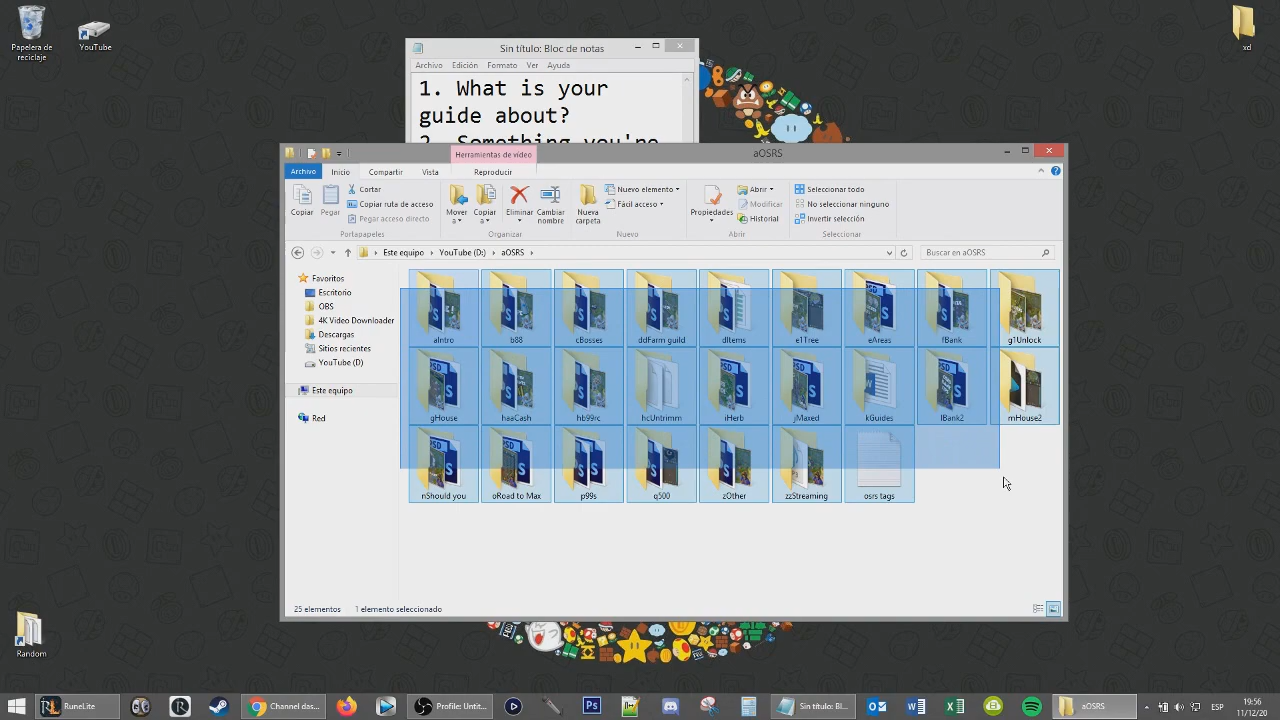 Papelera de
reciclaje
YouTube
xd
Sin título: Bloc de notas
Archivo Edición Formato Ver Ayuda
1. What is your
guide about?
2. Something you're
Herramientas de vídeo
aOSRS
Archivo Inicio Compartir Vista Reproducir
Copiar
Pegar
Cortar
Copiar ruta de acceso
Pegar acceso directo
Portapapeles
Mover
a
Copiar
a
Eliminar
Cambiar
nombre
Organizar
Nueva
carpeta
Nuevo elemento
Fácil acceso
Nuevo
Propiedades
Abrir
Modificar
Historial
Abrir
Seleccionar todo
No seleccionar ninguno
Invertir selección
Seleccionar
Este equipo YouTube (D:) aOSRS
Buscar en aOSRS
Favoritos
Escritorio
OBS
4K Video Downloader
Descargas
Sitios recientes
YouTube (D)
Este equipo
Red
aIntro b88 cBosses ddFarm guild dItems e1Tree eAreas fBank g1Unlock
gHouse haaCash hb99rc hcUntrimm iHerb jMaxed kGuides lBank2 mHouse2
nShould you oRoad to Max p99s q500 zOther zzStreaming osrs tags
25 elementos 1 elemento seleccionado
Random
RuneLite
Channel das...
Profile: Untit...
Sin título: Bl...
aOSRS
ESP
19:56
11/12/20